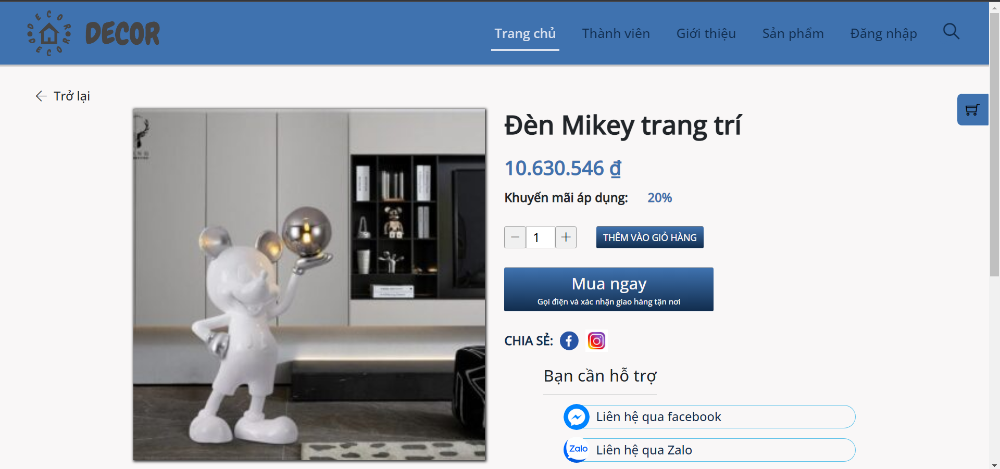 DECOR DECOR
DECOR
Trang chủ
Thành viên
Giới thiệu
Sản phẩm
Đăng nhập
Trở lại
Đèn Mikey trang trí
10.630.546 ₫
Khuyến mãi áp dụng: 20%
1
THÊM VÀO GIỎ HÀNG
Mua ngay
Gọi điện và xác nhận giao hàng tận nơi
CHIA SẺ:
Bạn cần hỗ trợ
Liên hệ qua facebook
Zalo
Liên hệ qua Zalo